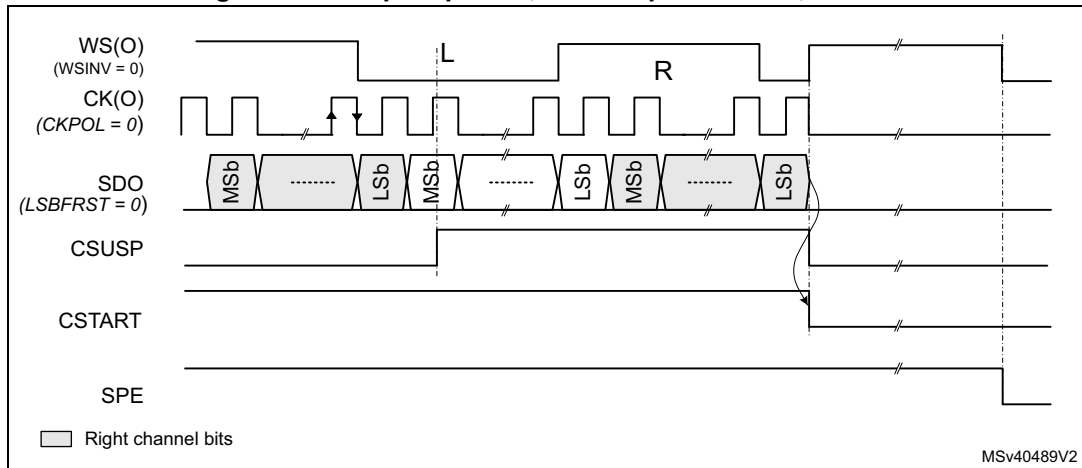 WS(O)
(WSINV = 0)
L
R
CK(O)
(CKPOL = 0)
SDO
(LSBFRST = 0)
MSb
LSb
MSb
LSb
MSb
LSb
CSUSP
CSTART
SPE
Right channel bits
MSv40489V2